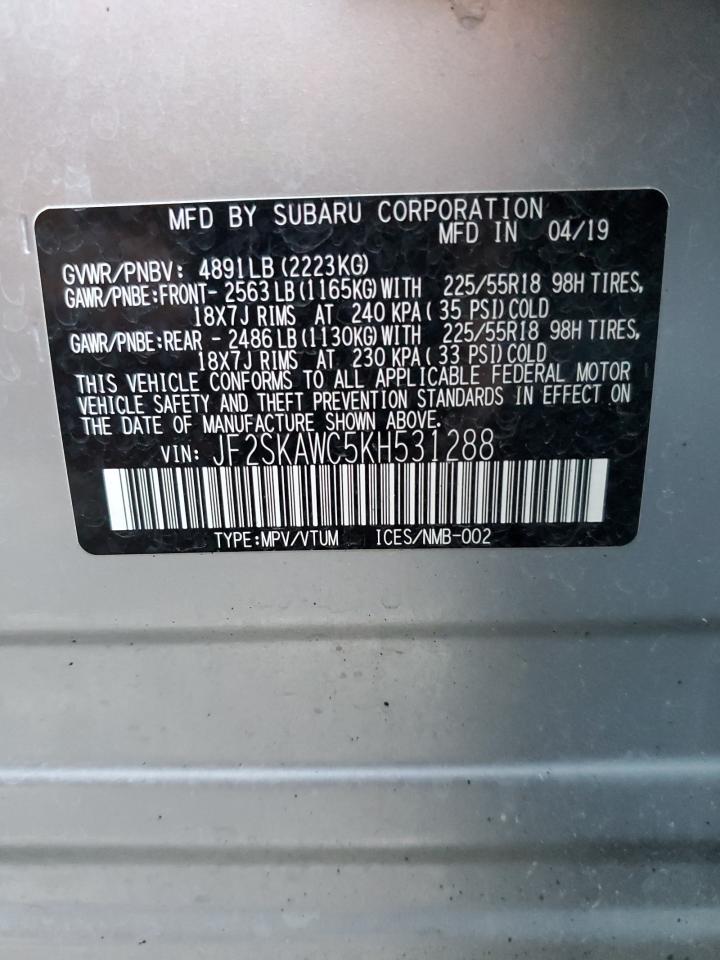 MFD BY SUBARU CORPORATION
MFD IN 04/19
GVWR/PNBV: 4891LB(2223KG)
GAWR/PNBE:FRONT- 2563LB(1165KG)WITH 225/55R18 98H TIRES,
18X7J RIMS AT 240 KPA(35 PSI)COLD
GAWR/PNBE:REAR - 2486LB(1130KG)WITH 225/55R18 98H TIRES,
18X7J RIMS AT 230 KPA(33 PSI)COLD
THIS VEHICLE CONFORMS TO ALL APPLICABLE FEDERAL MOTOR
VEHICLE SAFETY AND THEFT PREVENTION STANDARDS IN EFFECT ON
THE DATE OF MANUFACTURE SHOWN ABOVE.
VIN: JF2SKAWC5KH531288
TYPE:MPV/VTUM ICES/NMB-002